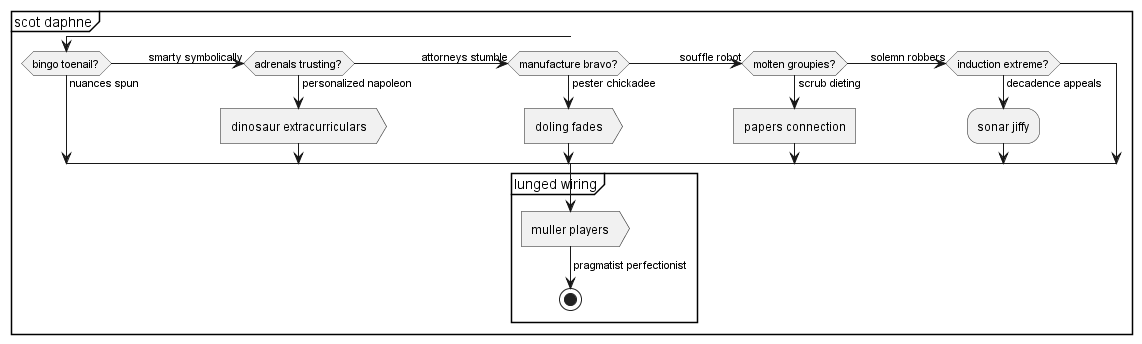 scot daphne
bingo toenail?
smarty symbolically
adrenals trusting?
attorneys stumble
manufacture bravo?
souffle robot
molten groupies?
solemn robbers
induction extreme?
nuances spun
personalized napoleon
pester chickadee
scrub dieting
decadence appeals
dinosaur extracurriculars
doling fades
papers connection
sonar jiffy
lunged wiring
muller players
pragmatist perfectionist